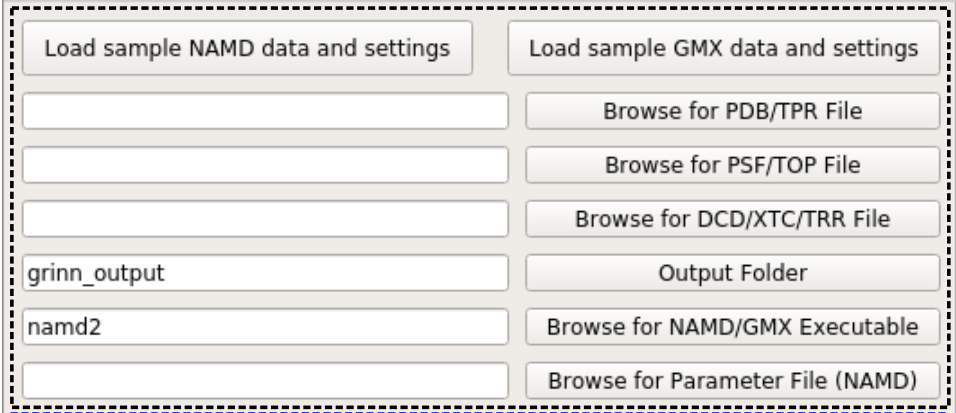 Load sample NAMD data and settings Load sample GMX data and settings
Browse for PDB/TPR File
Browse for PSF/TOP File
Browse for DCD/XTC/TRR File
grinn_output Output Folder
namd2 Browse for NAMD/GMX Executable
Browse for Parameter File (NAMD)